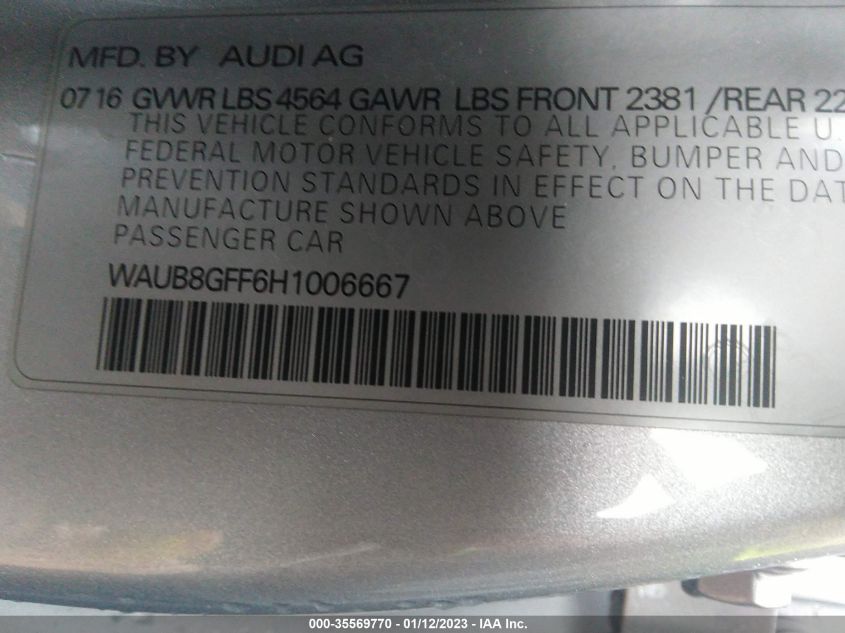 MFD. BY AUDI AG
07 16 GVWR LBS 4564 GAWR LBS FRONT 2381 /REAR 22
THIS VEHICLE CONFORMS TO ALL APPLICABLE U.
FEDERAL MOTOR VEHICLE SAFETY, BUMPER AND
PREVENTION STANDARDS IN EFFECT ON THE DAT
MANUFACTURE SHOWN ABOVE
PASSENGER CAR
WAUB8GFF6H1006667
000-35569770 - 01/12/2023 - IAA Inc.